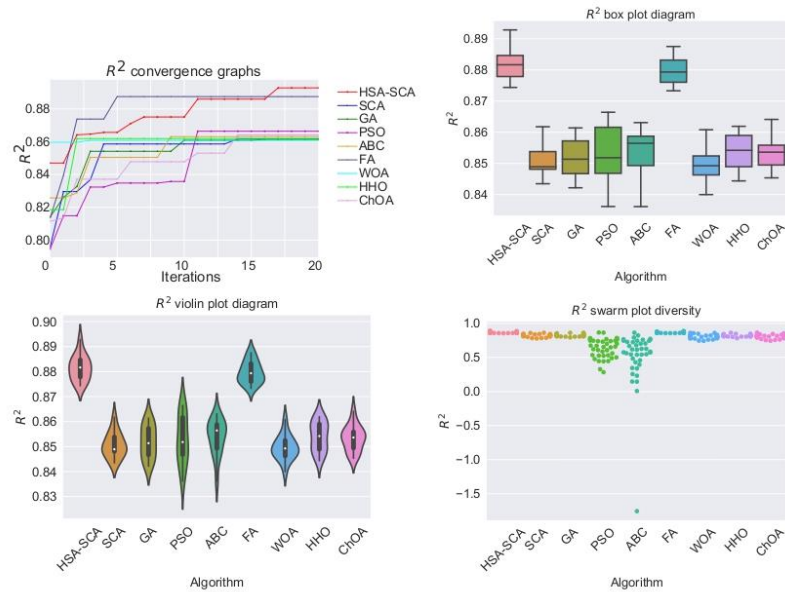 R² convergence graphs
R²
0.88
0.86
0.84
0.82
0.80
0 5 10 15 20
Iterations
HSA-SCA
SCA
GA
PSO
ABC
FA
WOA
HHO
ChOA
R² box plot diagram
R²
0.89
0.88
0.87
0.86
0.85
0.84
HSA-SCA SCA GA PSO ABC FA WOA HHO ChOA
Algorithm
R² violin plot diagram
R²
0.90
0.89
0.88
0.87
0.86
0.85
0.84
0.83
HSA-SCA SCA GA PSO ABC FA WOA HHO ChOA
Algorithm
R² swarm plot diversity
R²
1.0
0.5
0.0
−0.5
−1.0
−1.5
HSA-SCA SCA GA PSO ABC FA WOA HHO ChOA
Algorithm